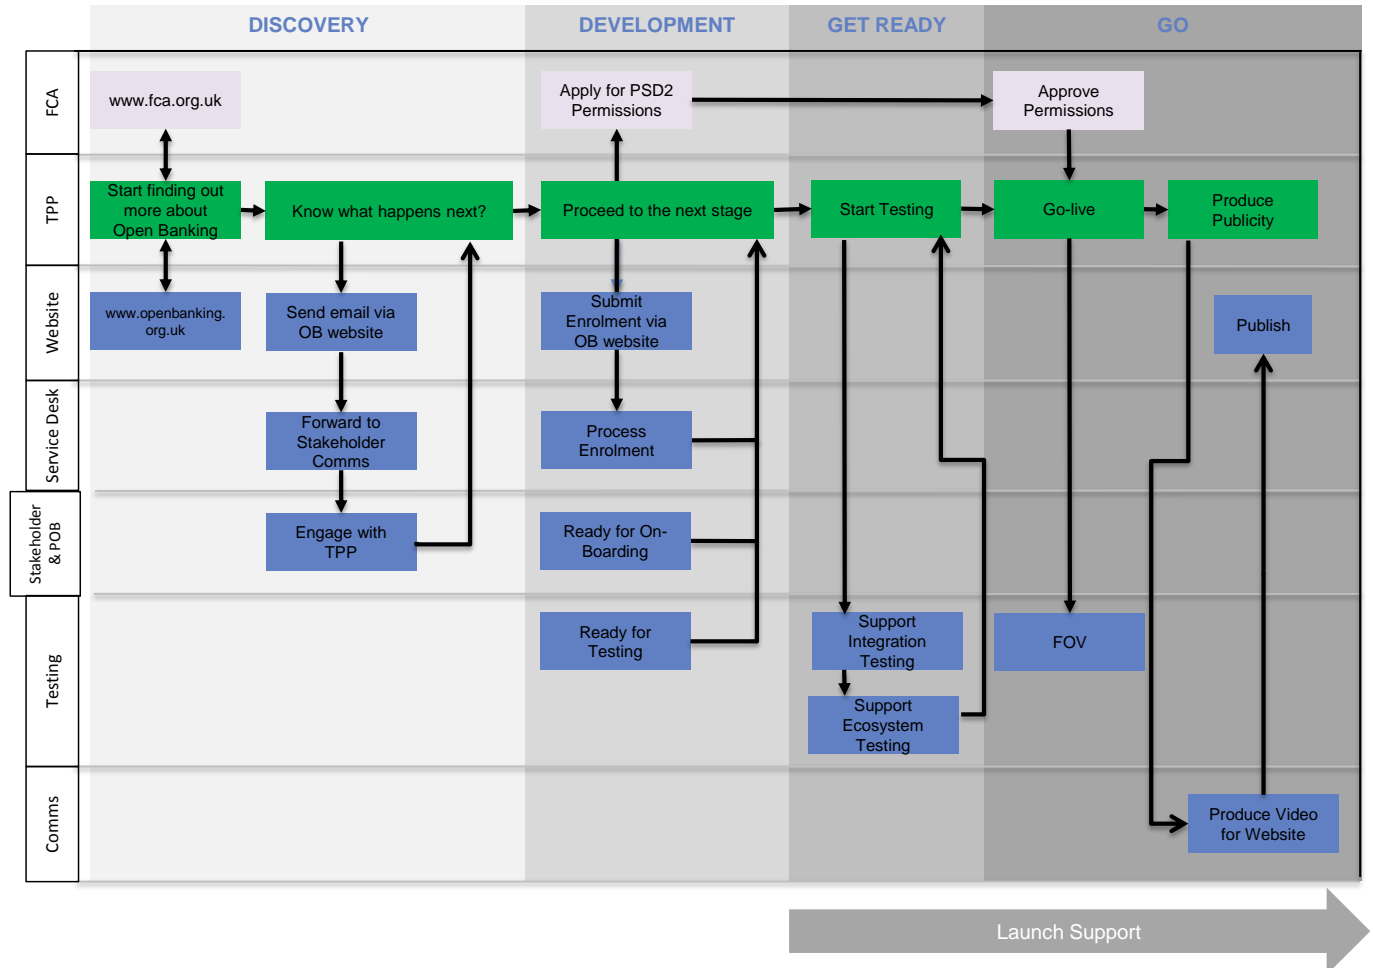 DISCOVERY
DEVELOPMENT
GET READY
GO
FCA
www.fca.org.uk
Apply for PSD2
Permissions
Approve
Permissions
TPP
Start finding out
more about
Open Banking
Know what happens next?
Proceed to the next stage
Start Testing
Go-live
Produce
Publicity
Website
www.openbanking.
org.uk
Send email via
OB website
Submit
Enrolment via
OB website
Publish
Service Desk
Forward to
Stakeholder
Comms
Process
Enrolment
Stakeholder
& POB
Engage with
TPP
Ready for On-
Boarding
Testing
Ready for
Testing
Support
Integration
Testing
FOV
Support
Ecosystem
Testing
Comms
Produce Video
for Website
Launch Support